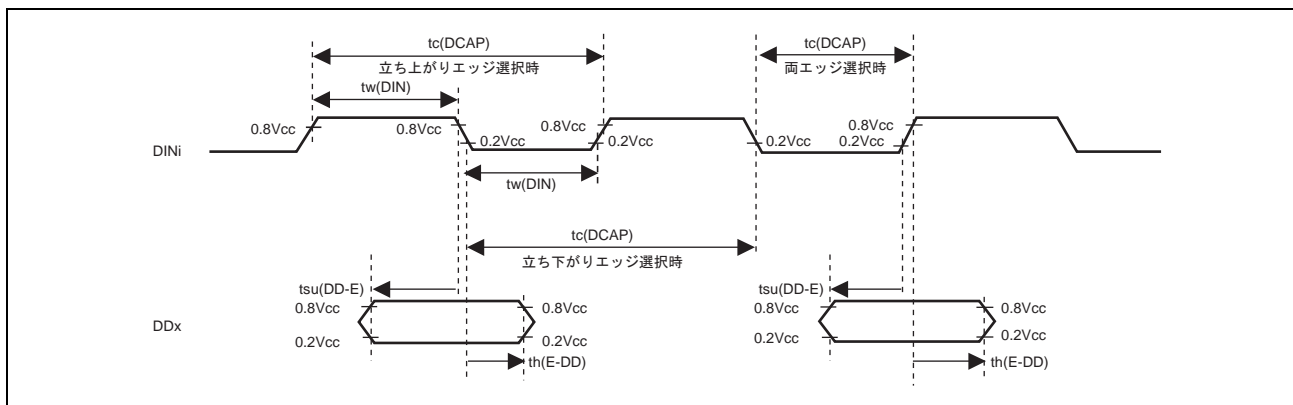 tc(DCAP)
立ち上がりエッジ選択時
tc(DCAP)
両エッジ選択時
tw(DIN)
0.8Vcc
0.8Vcc
0.8Vcc
0.8Vcc
DINi
0.2Vcc
0.2Vcc
0.2Vcc
0.2Vcc
tw(DIN)
tc(DCAP)
立ち下がりエッジ選択時
tsu(DD-E)
tsu(DD-E)
0.8Vcc
0.8Vcc
0.8Vcc
0.8Vcc
DDx
0.2Vcc
0.2Vcc
0.2Vcc
0.2Vcc
th(E-DD)
th(E-DD)